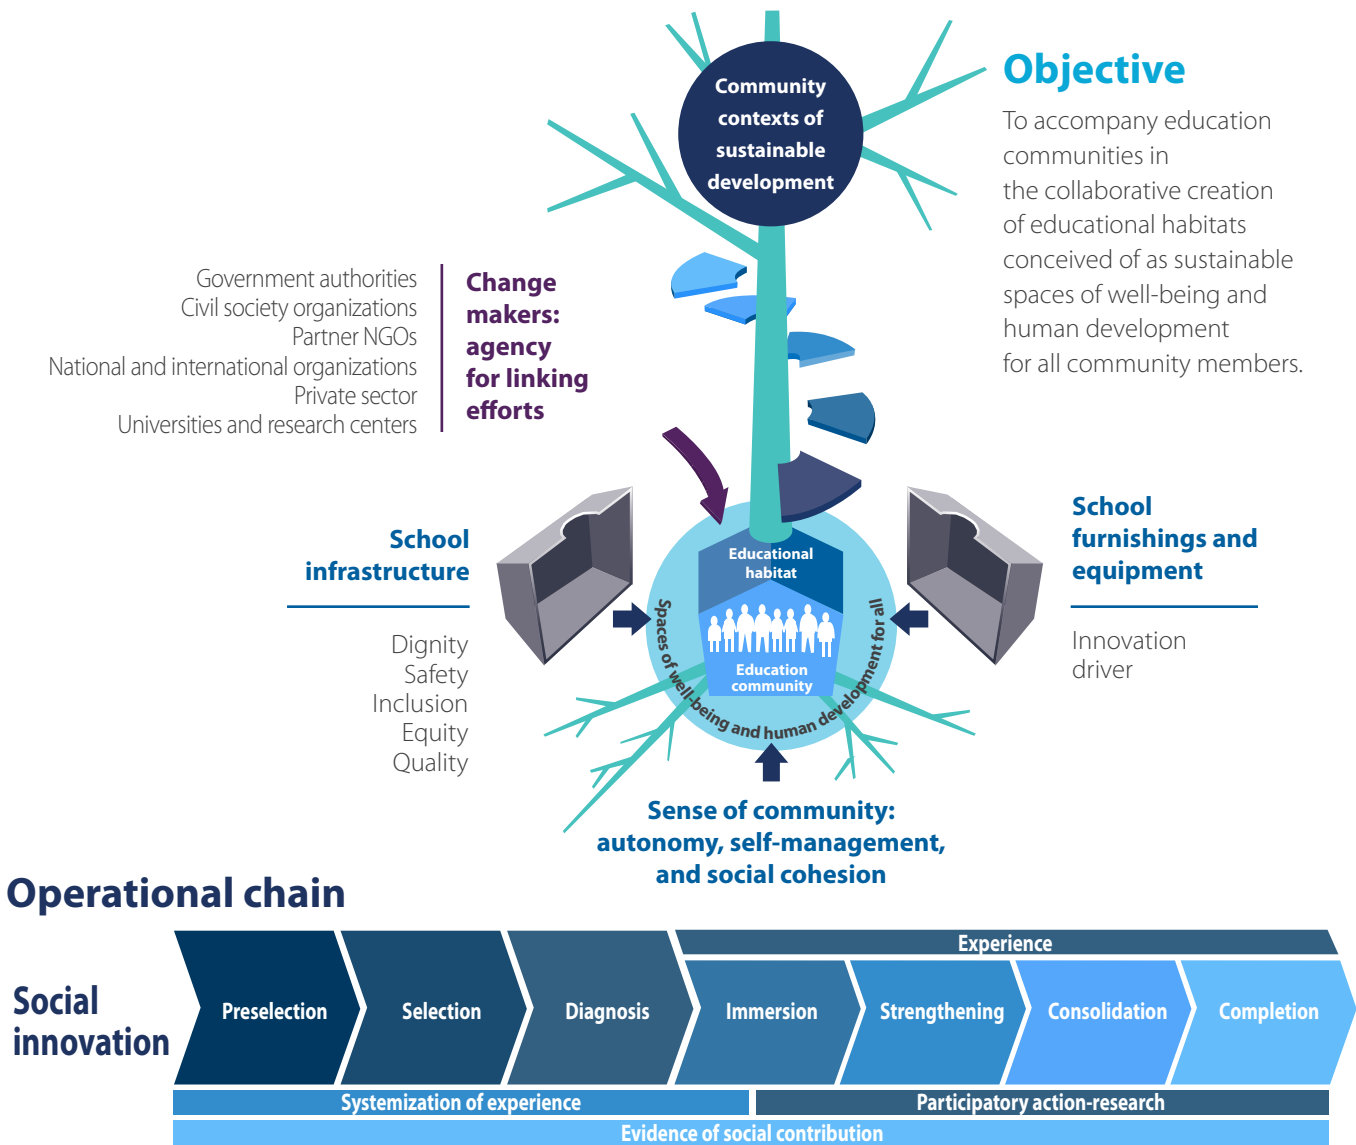 Community
contexts of
sustainable
development
Objective
To accompany education
communities in
the collaborative creation
of educational habitats
conceived of as sustainable
spaces of well-being and
human development
for all community members.
Government authorities
Civil society organizations
Partner NGOs
National and international organizations
Private sector
Universities and research centers
Change
makers:
agency
for linking
efforts
School
infrastructure
Dignity
Safety
Inclusion
Equity
Quality
Educational
habitat
Education
community
Spaces of well-being and human development for all
School
furnishings and
equipment
Innovation
driver
Sense of community:
autonomy, self-management,
and social cohesion
Operational chain
Social
innovation
Experience
Preselection
Selection
Diagnosis
Immersion
Strengthening
Consolidation
Completion
Systemization of experience
Participatory action-research
Evidence of social contribution